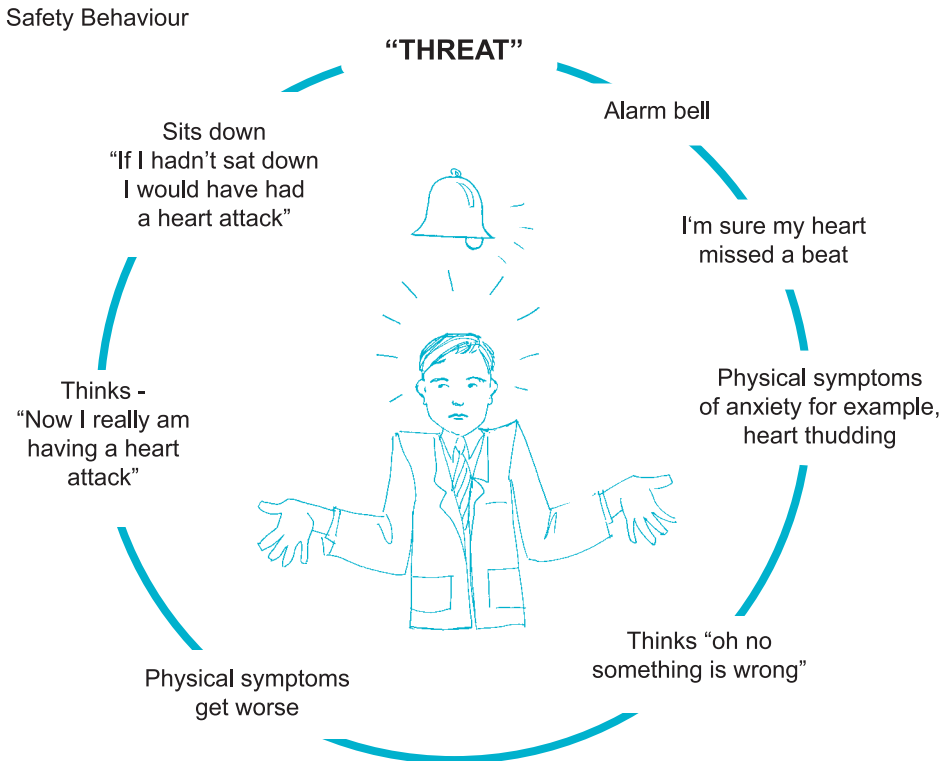 Safety Behaviour
“THREAT”
Alarm bell
I‘m sure my heart
missed a beat
Physical symptoms
of anxiety for example,
heart thudding
Thinks “oh no
something is wrong”
Physical symptoms
get worse
Thinks -
“Now I really am
having a heart
attack”
Sits down
“If I hadn't sat down
I would have had
a heart attack”